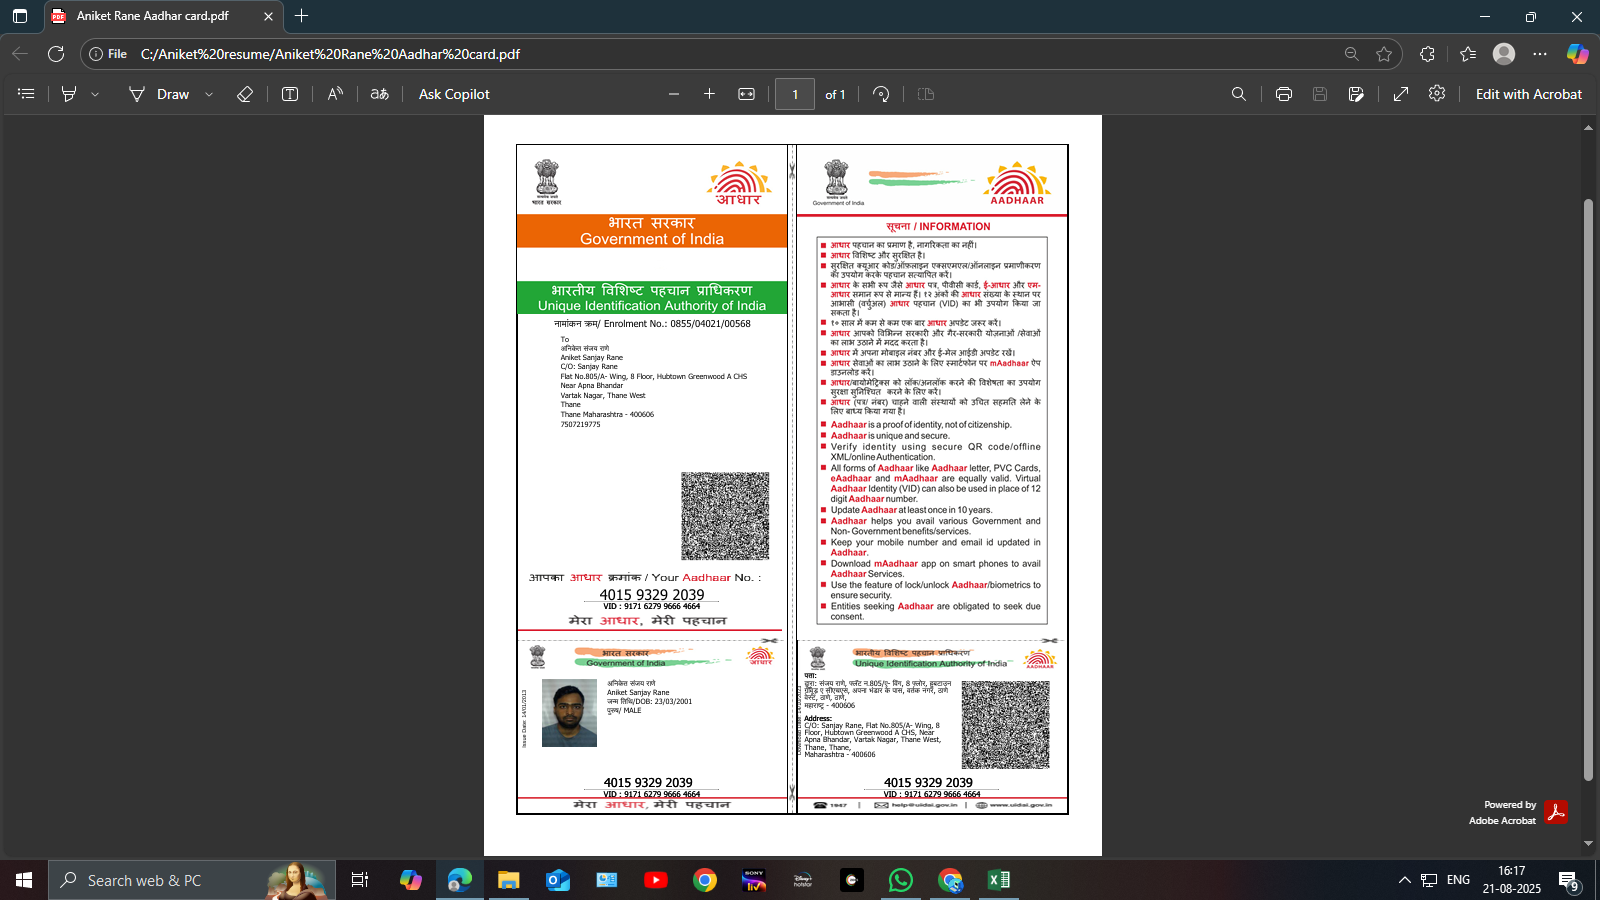 Aniket Rane Aadhar card.pdf
File C:/Aniket%20resume/Aniket%20Rane%20Aadhar%20card.pdf
Draw
aあ
Ask Copilot
1 of 1
Edit with Acrobat
भारत सरकार
आधार
भारत सरकार
Government of India
भारतीय विशिष्ट पहचान प्राधिकरण
Unique Identification Authority of India
नामांकन क्रम/ Enrolment No.: 0855/04021/00568
To
अनिकेत संजय राणे
Aniket Sanjay Rane
C/O: Sanjay Rane
Flat No.805/A- Wing, 8 Floor, Hubtown Greenwood A CHS
Near Apna Bhandar
Vartak Nagar, Thane West
Thane
Thane Maharashtra - 400606
7507219775
आपका आधार क्रमांक / Your Aadhaar No. :
4015 9329 2039
VID : 9171 6279 9666 4664
मेरा आधार, मेरी पहचान
Government of India
AADHAAR
सूचना / INFORMATION
आधार पहचान का प्रमाण है, नागरिकता का नहीं।
आधार विशिष्ट और सुरक्षित है।
सुरक्षित क्यूआर कोड/ऑफ़लाइन एक्सएमएल/ऑनलाइन प्रमाणीकरण
का उपयोग करके पहचान सत्यापित करें।
आधार के सभी रूप जैसे आधार पत्र, पीवीसी कार्ड, ई-आधार और एम-
आधार समान रूप से मान्य हैं। १२ अंकों की आधार संख्या के स्थान पर
आभासी (वर्चुअल) आधार पहचान (VID) का भी उपयोग किया जा
सकता है।
१० साल में कम से कम एक बार आधार अपडेट जरूर करें।
आधार आपको विभिन्न सरकारी और गैर-सरकारी योजनाओं /सेवाओं
का लाभ उठाने में मदद करता है।
आधार में अपना मोबाइल नंबर और ई-मेल आईडी अपडेट रखें।
आधार सेवाओं का लाभ उठाने के लिए स्मार्टफोन पर mAadhaar ऐप
डाउनलोड करें।
आधार/बायोमेट्रिक्स को लॉक/अनलॉक करने की विशेषता का उपयोग
सुरक्षा सुनिश्चित करने के लिए करें।
आधार (पत्र/ नंबर) चाहने वाली संस्थायों को उचित सहमति लेने के
लिए बाध्य किया गया है।
Aadhaar is a proof of identity, not of citizenship.
Aadhaar is unique and secure.
Verify identity using secure QR code/offline
XML/online Authentication.
All forms of Aadhaar like Aadhaar letter, PVC Cards,
eAadhaar and mAadhaar are equally valid. Virtual
Aadhaar Identity (VID) can also be used in place of 12
digit Aadhaar number.
Update Aadhaar at least once in 10 years.
Aadhaar helps you avail various Government and
Non- Government benefits/services.
Keep your mobile number and email id updated in
Aadhaar.
Download mAadhaar app on smart phones to avail
Aadhaar Services.
Use the feature of lock/unlock Aadhaar/biometrics to
ensure security.
Entities seeking Aadhaar are obligated to seek due
consent.
भारत सरकार
Government of India
आधार
Issue Date: 14/01/2013
अनिकेत संजय राणे
Aniket Sanjay Rane
जन्म तिथि/DOB: 23/03/2001
पुरुष/ MALE
4015 9329 2039
VID : 9171 6279 9666 4664
मेरा आधार, मेरी पहचान
भारतीय विशिष्ट पहचान प्राधिकरण
Unique Identification Authority of India
AADHAAR
पता:
द्वारा: संजय राणे, फ्लॅट न.805/ए- विंग, 8 फ्लोर, हुबटाउन
ए सीएचएस, अपना भंडार के पास, वर्तक नगर, ठाणे
वेस्ट, ठाणे, ठाणे,
महाराष्ट्र - 400606
Address:
C/O: Sanjay Rane, Flat No.805/A- Wing, 8
Floor, Hubtown Greenwood A CHS, Near
Apna Bhandar, Vartak Nagar, Thane West,
Thane, Thane,
Maharashtra - 400606
4015 9329 2039
VID : 9171 6279 9666 4664
1947 | help@uidai.gov.in | www.uidai.gov.in
Powered by
Adobe Acrobat
Search web & PC
SONY
liv
hotstar
ENG
16:17
21-08-2025
9